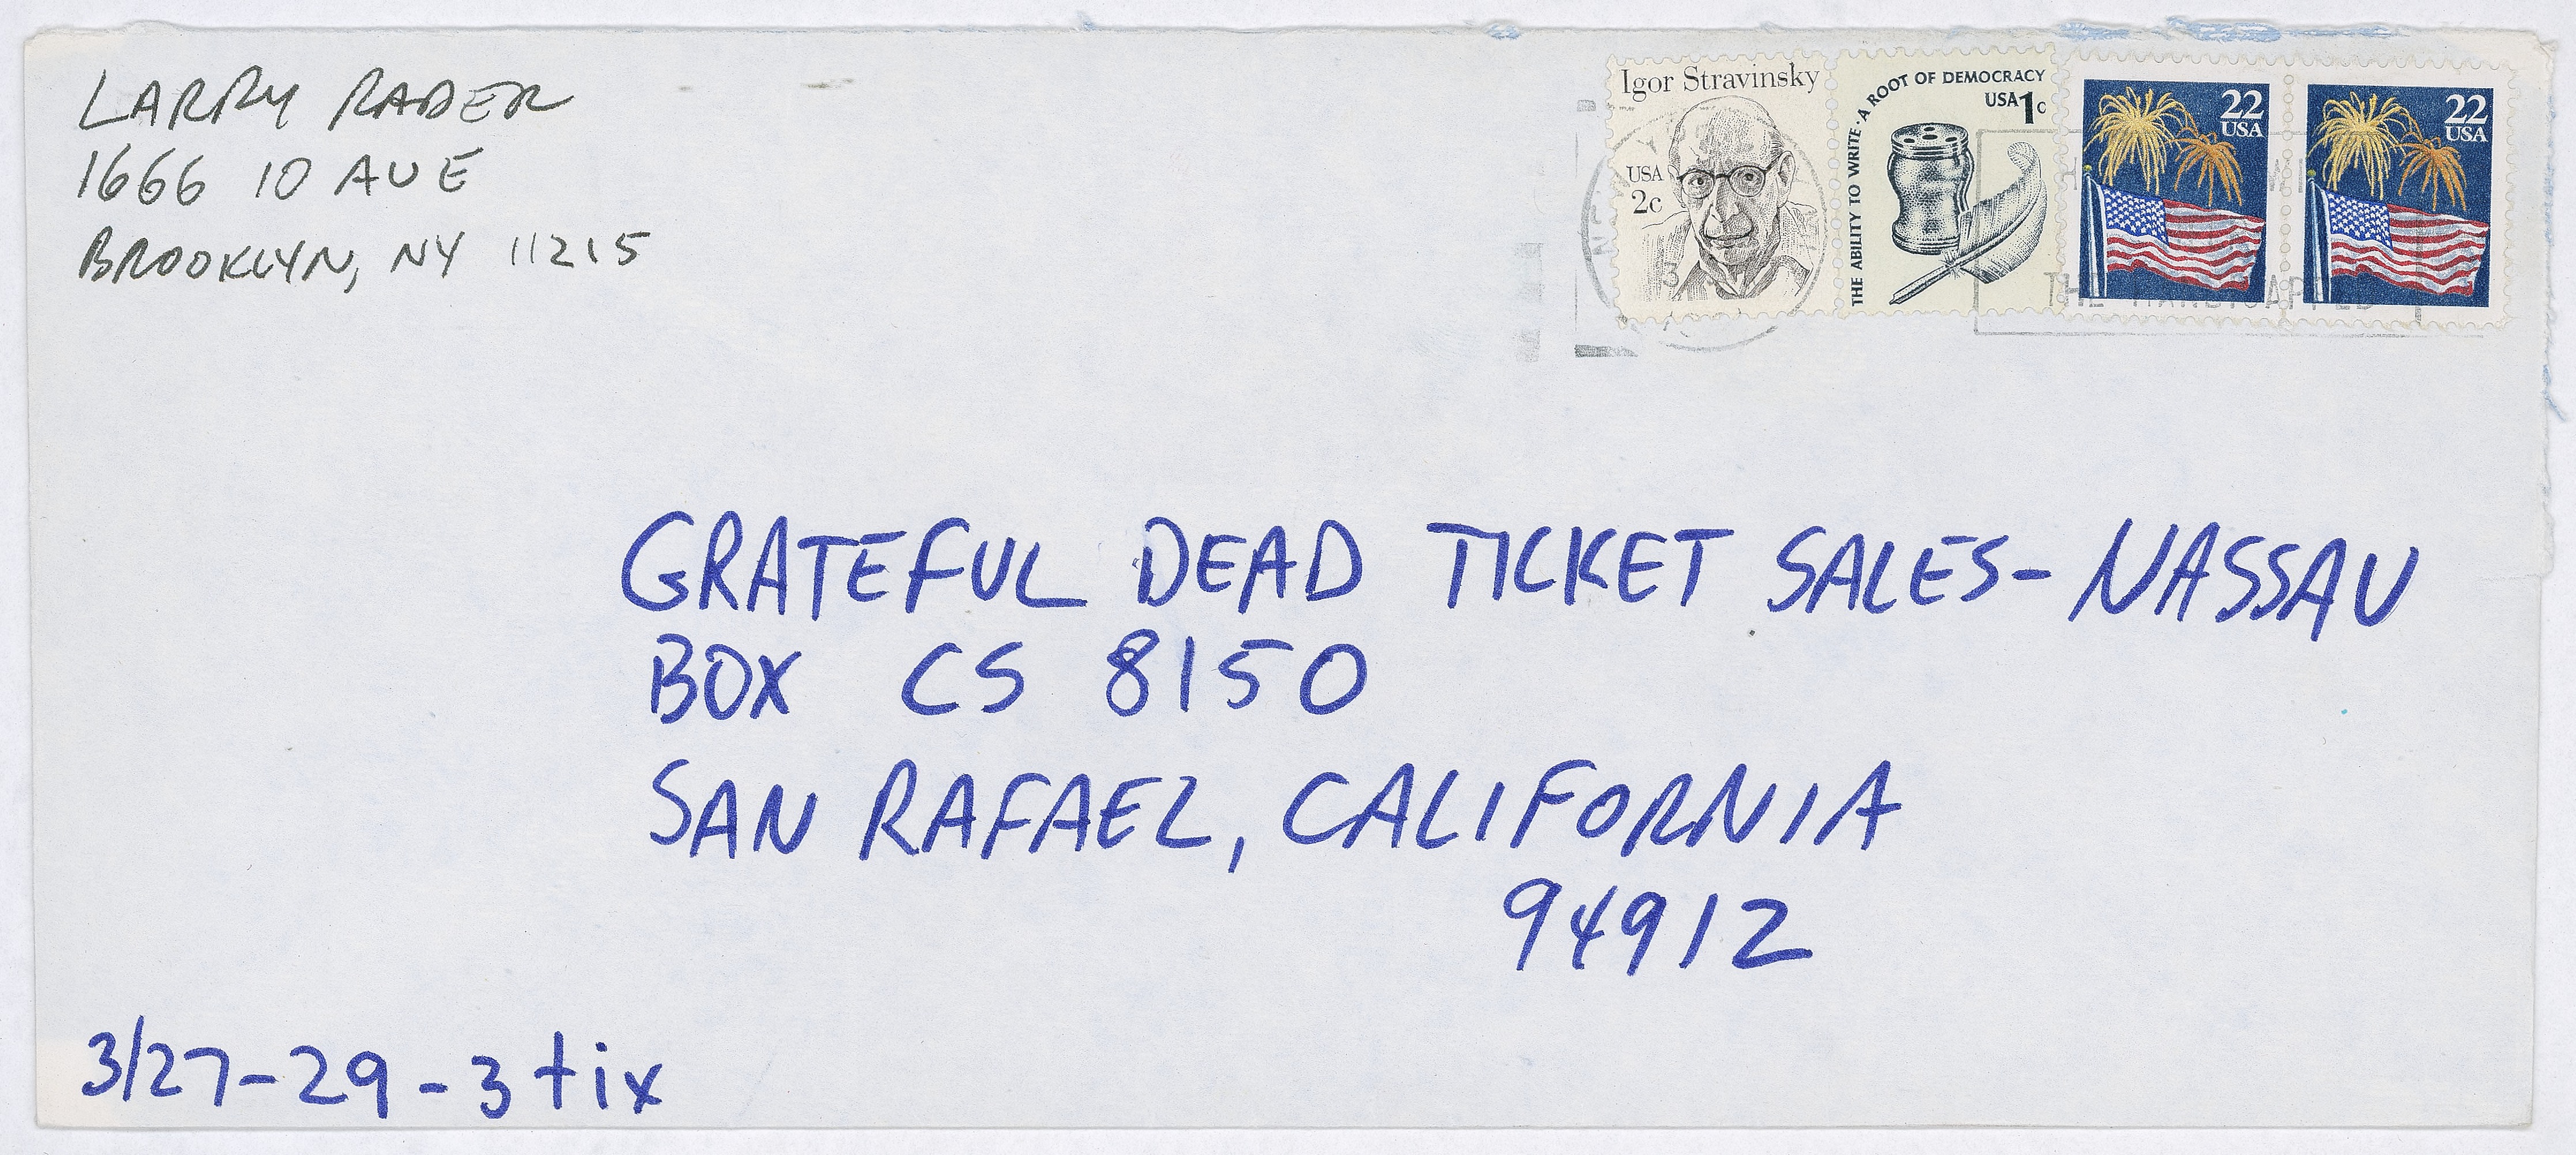 LARRY RADER
1666 10 AVE
BROOKLYN, NY 11215
Igor Stravinsky
USA
2c
THE ABILITY TO WRITE · A ROOT OF DEMOCRACY
USA 1c
22
USA
22
USA
THE HANDICAPPED
GRATEFUL DEAD TICKET SALES - NASSAU
BOX CS 8150
SAN RAFAEL, CALIFORNIA
94912
3/27-29 - 3 tix